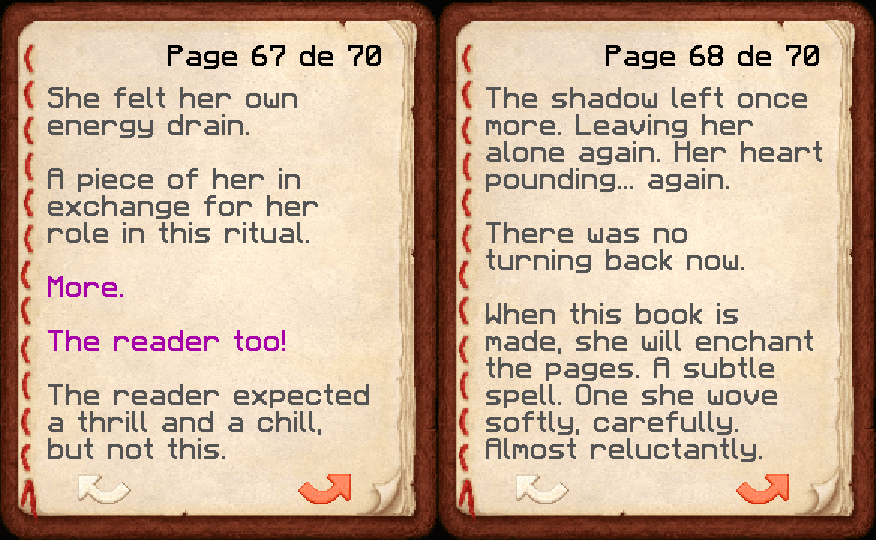 Page 67 de 70
She felt her own
energy drain.
A piece of her in
exchange for her
role in this ritual.
More.
The reader too!
The reader expected
a thrill and a chill,
but not this.
Page 68 de 70
The shadow left once
more. Leaving her
alone again. Her heart
pounding... again.
There was no
turning back now.
When this book is
made, she will enchant
the pages. A subtle
spell. One she wove
softly, carefully.
Almost reluctantly.